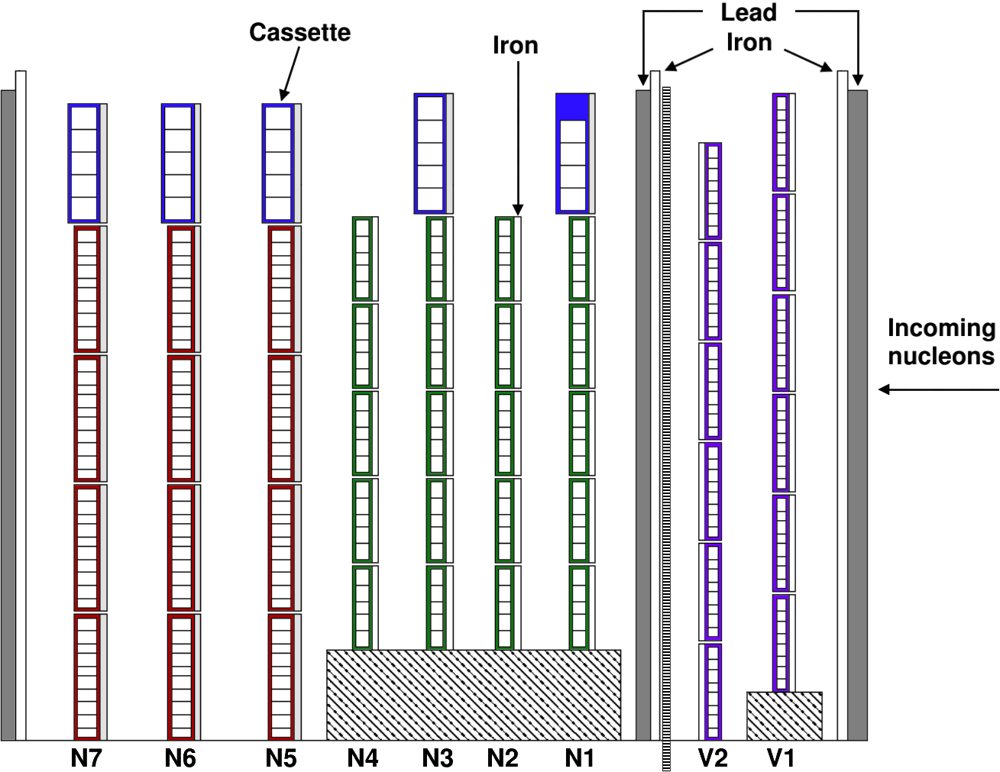 Lead
Iron
Cassette
Iron
Incoming
nucleons
N7
N6
N5
N4
N3
N2
N1
V2
V1